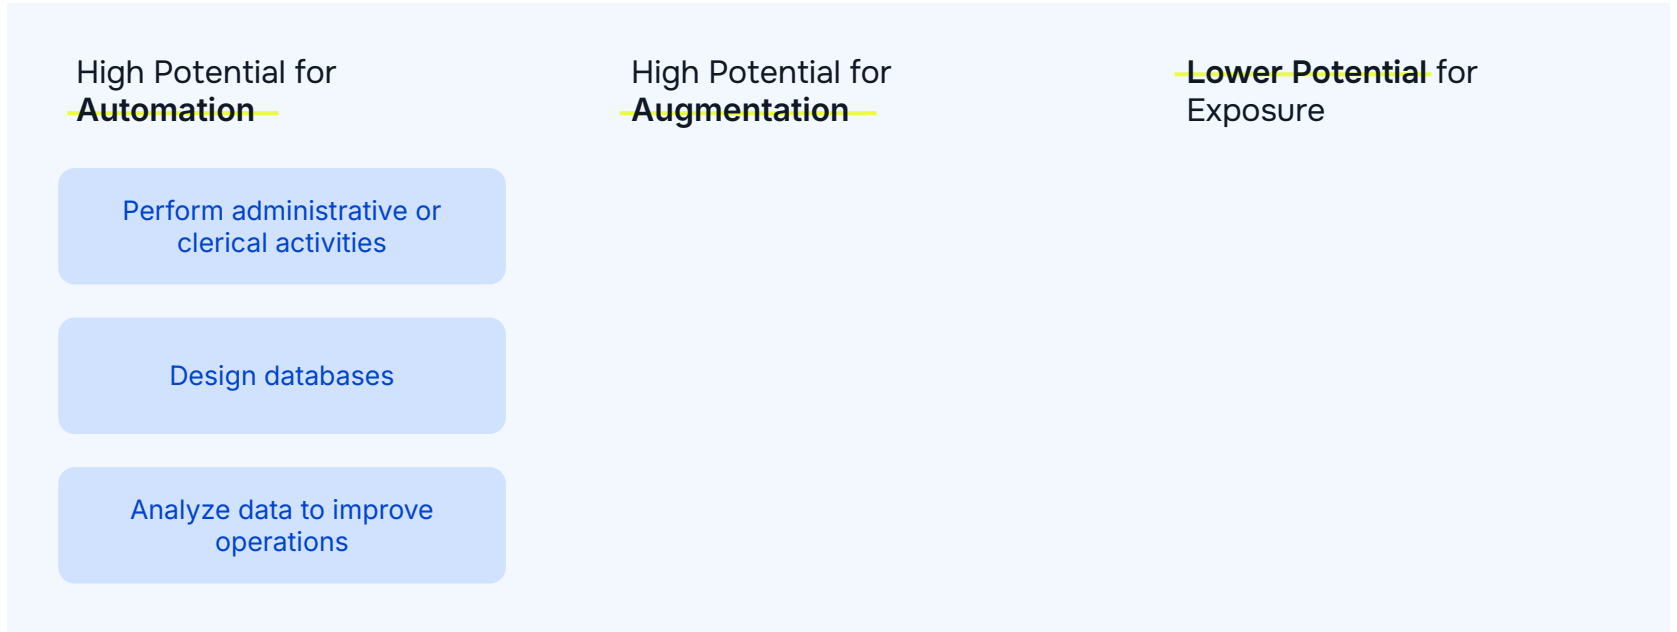 High Potential for
Automation
High Potential for
Augmentation
Lower Potential for
Exposure
Perform administrative or
clerical activities
Design databases
Analyze data to improve
operations